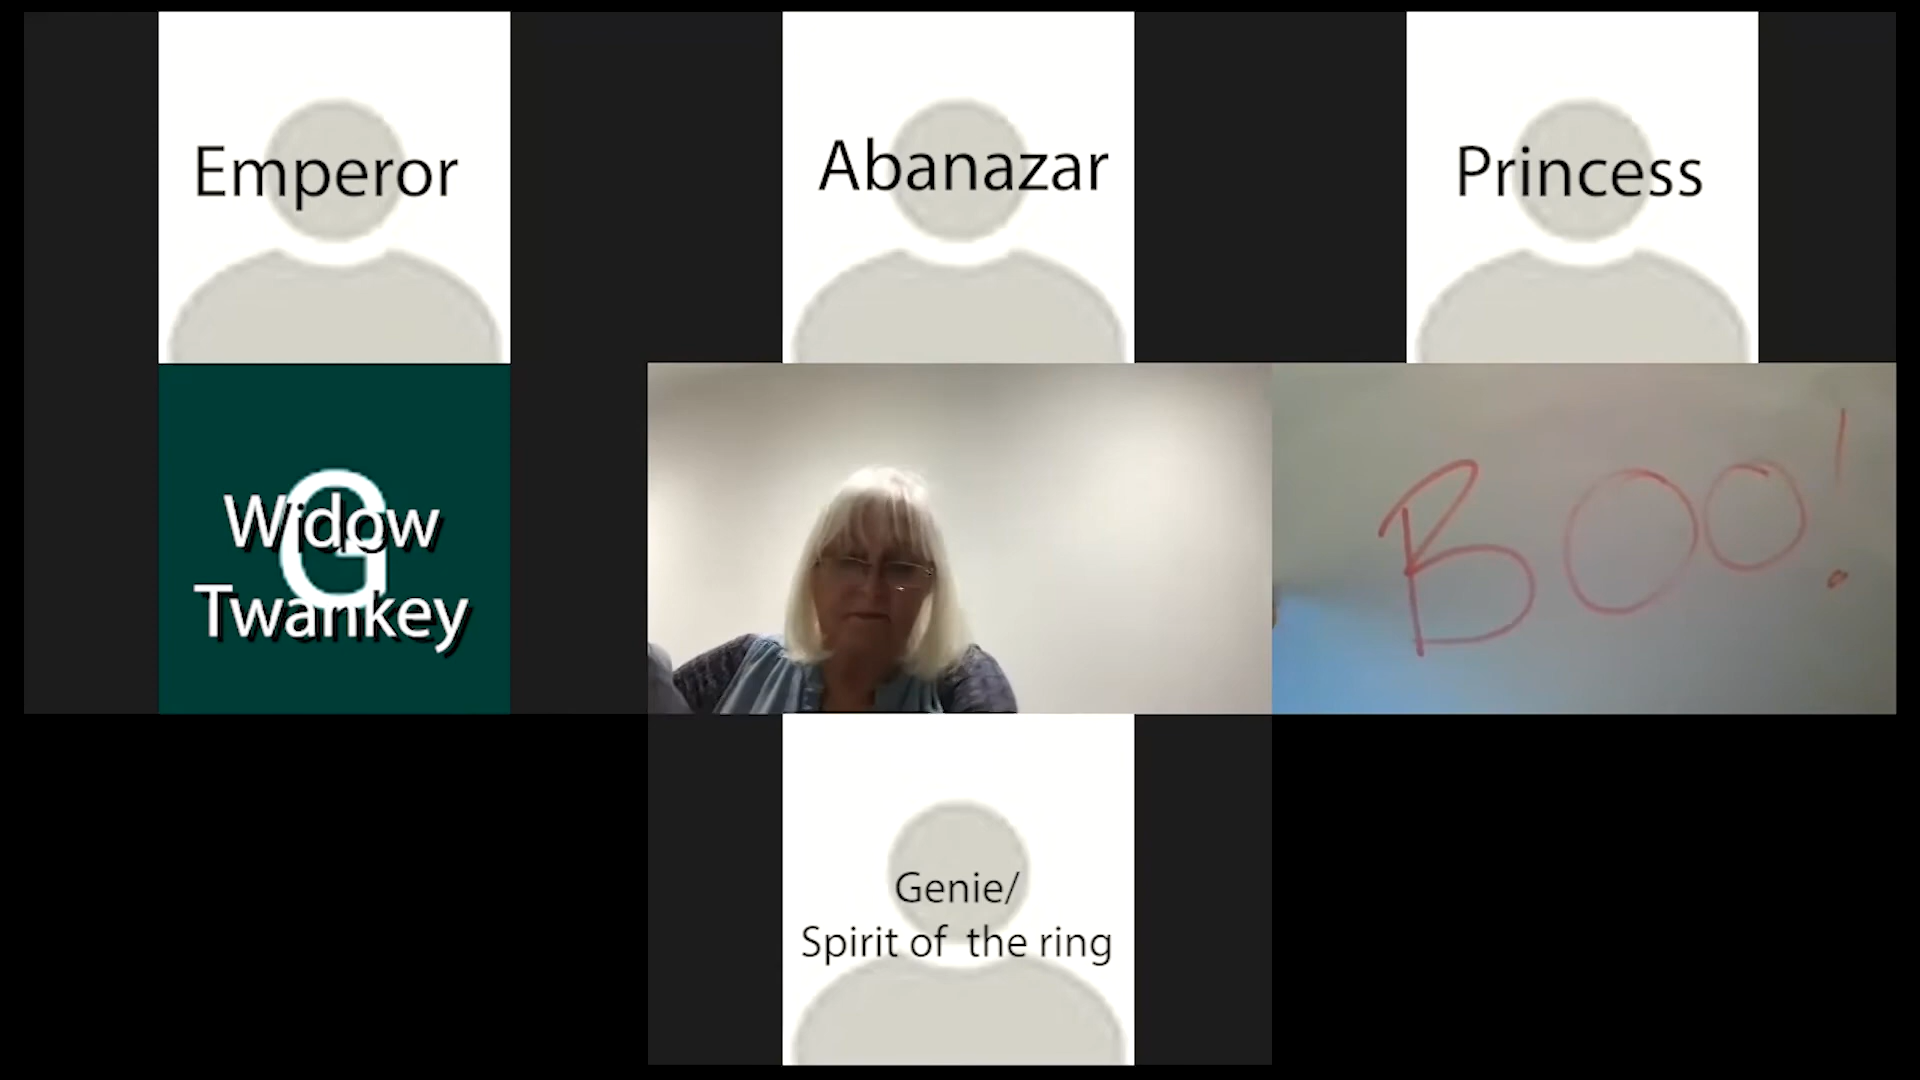 Emperor
Abanazar
Princess
G
Widow
Twankey
BOO!
Genie/
Spirit of the ring